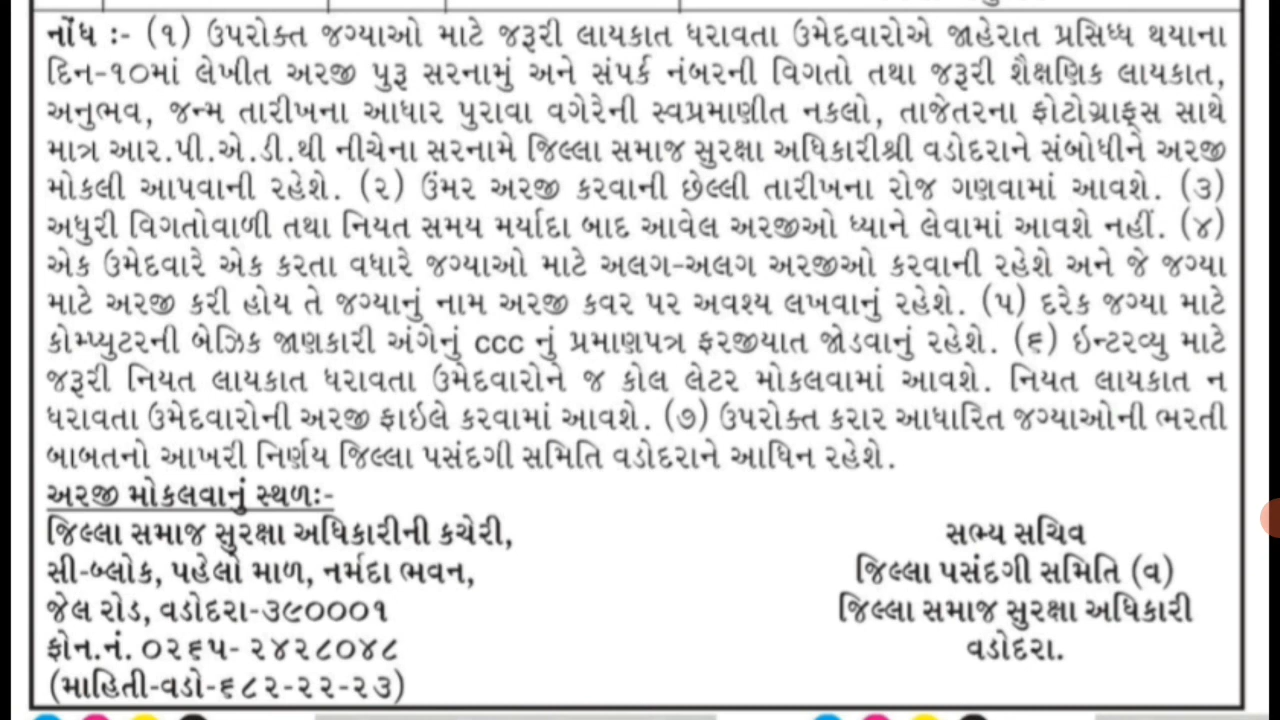 નોંધ :- (૧) ઉપરોક્ત જગ્યાઓ માટે જરૂરી લાયકાત ધરાવતા ઉમેદવારોએ જાહેરાત પ્રસિધ્ધ થયાના
દિન-૧૦માં લેખીત અરજી પુરૂ સરનામું અને સંપર્ક નંબરની વિગતો તથા જરૂરી શૈક્ષણિક લાયકાત,
અનુભવ, જન્મ તારીખના આધાર પુરાવા વગેરેની સ્વપ્રમાણીત નકલો, તાજેતરના ફોટોગ્રાફ્સ સાથે
માત્ર આર.પી.એ.ડી.થી નીચેના સરનામે જિલ્લા સમાજ સુરક્ષા અધિકારીશ્રી વડોદરાને સંબોધીને અરજી
મોકલી આપવાની રહેશે. (૨) ઉંમર અરજી કરવાની છેલ્લી તારીખના રોજ ગણવામાં આવશે. (૩)
અધુરી વિગતોવાળી તથા નિયત સમય મર્યાદા બાદ આવેલ અરજીઓ ધ્યાને લેવામાં આવશે નહીં. (૪)
એક ઉમેદવારે એક કરતા વધારે જગ્યાઓ માટે અલગ-અલગ અરજીઓ કરવાની રહેશે અને જે જગ્યા
માટે અરજી કરી હોય તે જગ્યાનું નામ અરજી કવર પર અવશ્ય લખવાનું રહેશે. (૫) દરેક જગ્યા માટે
કોમ્પ્યુટરની બેઝિક જાણકારી અંગેનું ccc નું પ્રમાણપત્ર ફરજીયાત જોડવાનું રહેશે. (૬) ઇન્ટરવ્યુ માટે
જરૂરી નિયત લાયકાત ધરાવતા ઉમેદવારોને જ કોલ લેટર મોકલવામાં આવશે. નિયત લાયકાત ન
ધરાવતા ઉમેદવારોની અરજી ફાઇલે કરવામાં આવશે. (૭) ઉપરોક્ત કરાર આધારિત જગ્યાઓની ભરતી
બાબતનો આખરી નિર્ણય જિલ્લા પસંદગી સમિતિ વડોદરાને આધિન રહેશે.
અરજી મોકલવાનું સ્થળઃ-
જિલ્લા સમાજ સુરક્ષા અધિકારીની કચેરી,
સી-બ્લોક, પહેલો માળ, નર્મદા ભવન,
જેલ રોડ, વડોદરા-૩૯૦૦૦૧
ફોન.નં. ૦૨૬૫- ૨૪૨૮૦૪૮
(માહિતી-વડો-૬૮૨-૨૨-૨૩)
સભ્ય સચિવ
જિલ્લા પસંદગી સમિતિ (વ)
જિલ્લા સમાજ સુરક્ષા અધિકારી
વડોદરા.